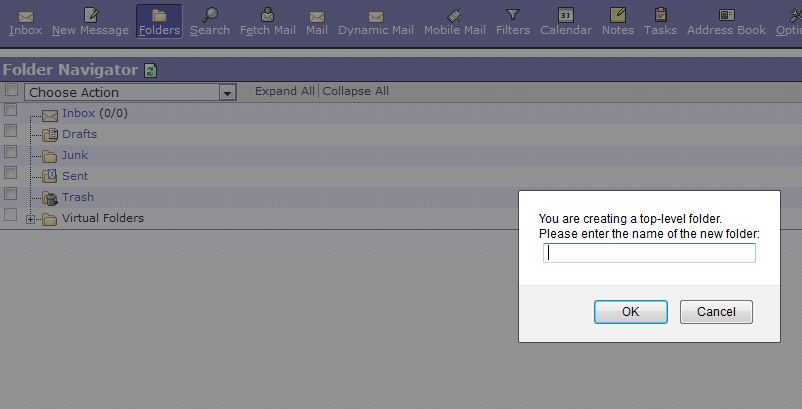 Inbox New Message Folders Search Fetch Mail Mail Dynamic Mail Mobile Mail Filters Calendar Notes Tasks Address Book Optio
31
Folder Navigator
Choose Action Expand All Collapse All
Inbox (0/0)
Drafts
Junk
Sent
Trash
Virtual Folders
You are creating a top-level folder.
Please enter the name of the new folder:
OK Cancel